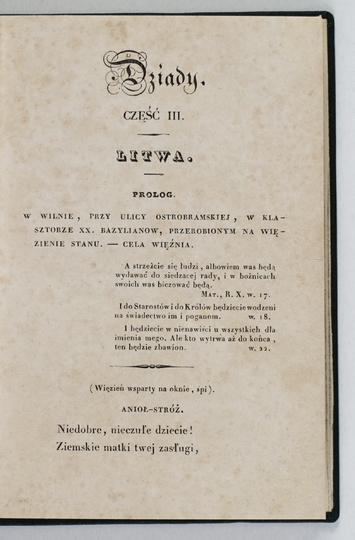 Dziady.
CZĘŚĆ III.
LITWA.
PROLOG.
W WILNIE, PRZY ULICY OSTROBRAMSKIEJ, W KLA-
SZTORZE XX. BAZYLIANOW, PRZEROBIONYM NA WIĘ-
ZIENIE STANU. — CELA WIĘŹNIA.
A strzeżcie się ludzi, albowiem was będą
wydawać do siedzącej rady, i w bożnicach
swoich was biczować będą.
MAT., R. X. w. 17.
I do Starostów i do Królów będziecie wodzeni
na świadectwo im i poganom. w. 18.
I będziecie w nienawiści u wszystkich dla
imienia mego. Ale kto wytrwa aż do końca,
ten będzie zbawion. w. 22.
(Więzień wsparty na oknie, śpi).
ANIOŁ-STRÓŻ.
Niedobre, nieczułe dziecie!
Ziemskie matki twej zasługi,